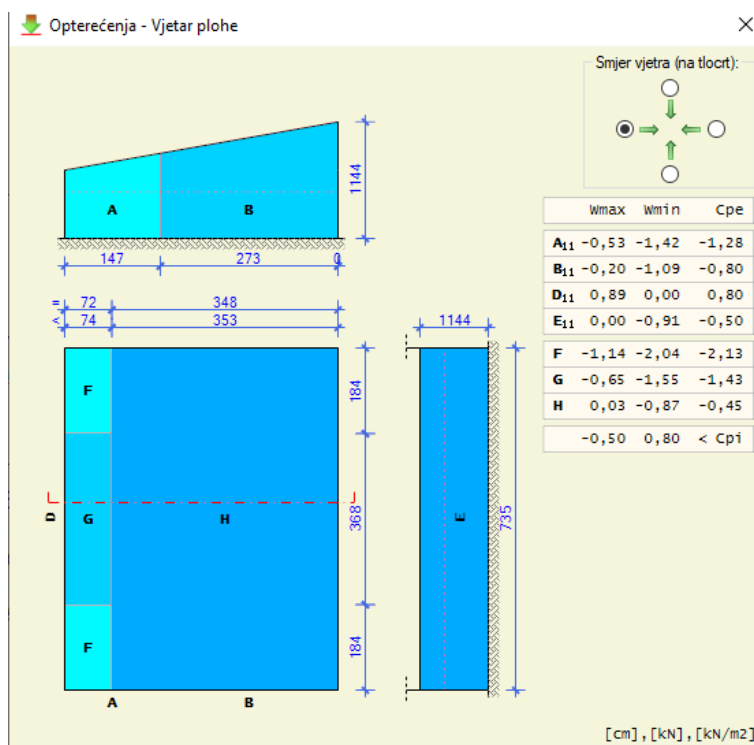 Opterećenja - Vjetar plohe
Smjer vjetra (na tlocrt):
A B
1144
147 273 0
Wmax Wmin Cpe
A11 -0,53 -1,42 -1,28
B11 -0,20 -1,09 -0,80
D11 0,89 0,00 0,80
E11 0,00 -0,91 -0,50
F -1,14 -2,04 -2,13
G -0,65 -1,55 -1,43
H 0,03 -0,87 -0,45
-0,50 0,80 < Cpi
= 72 348
< 74 353
1144
F
184
D G H
368
E
735
F
184
A B
[cm],[kN],[kN/m2]